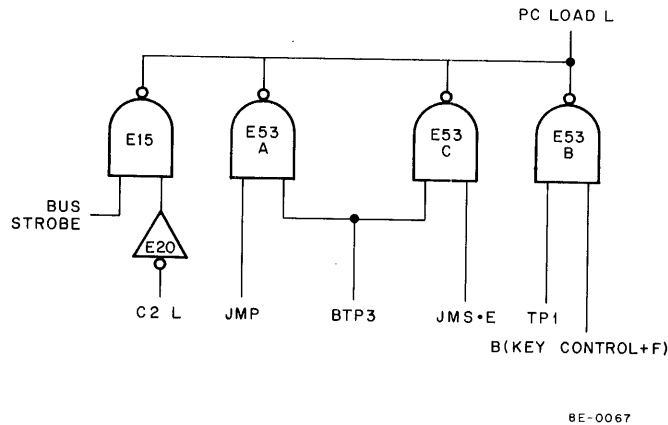 PC LOAD L
E15
E53
A
E53
C
E53
B
BUS
STROBE
E20
C2 L
JMP
BTP3
JMS•E
TP1
B(KEY CONTROL+F)
8E-0067